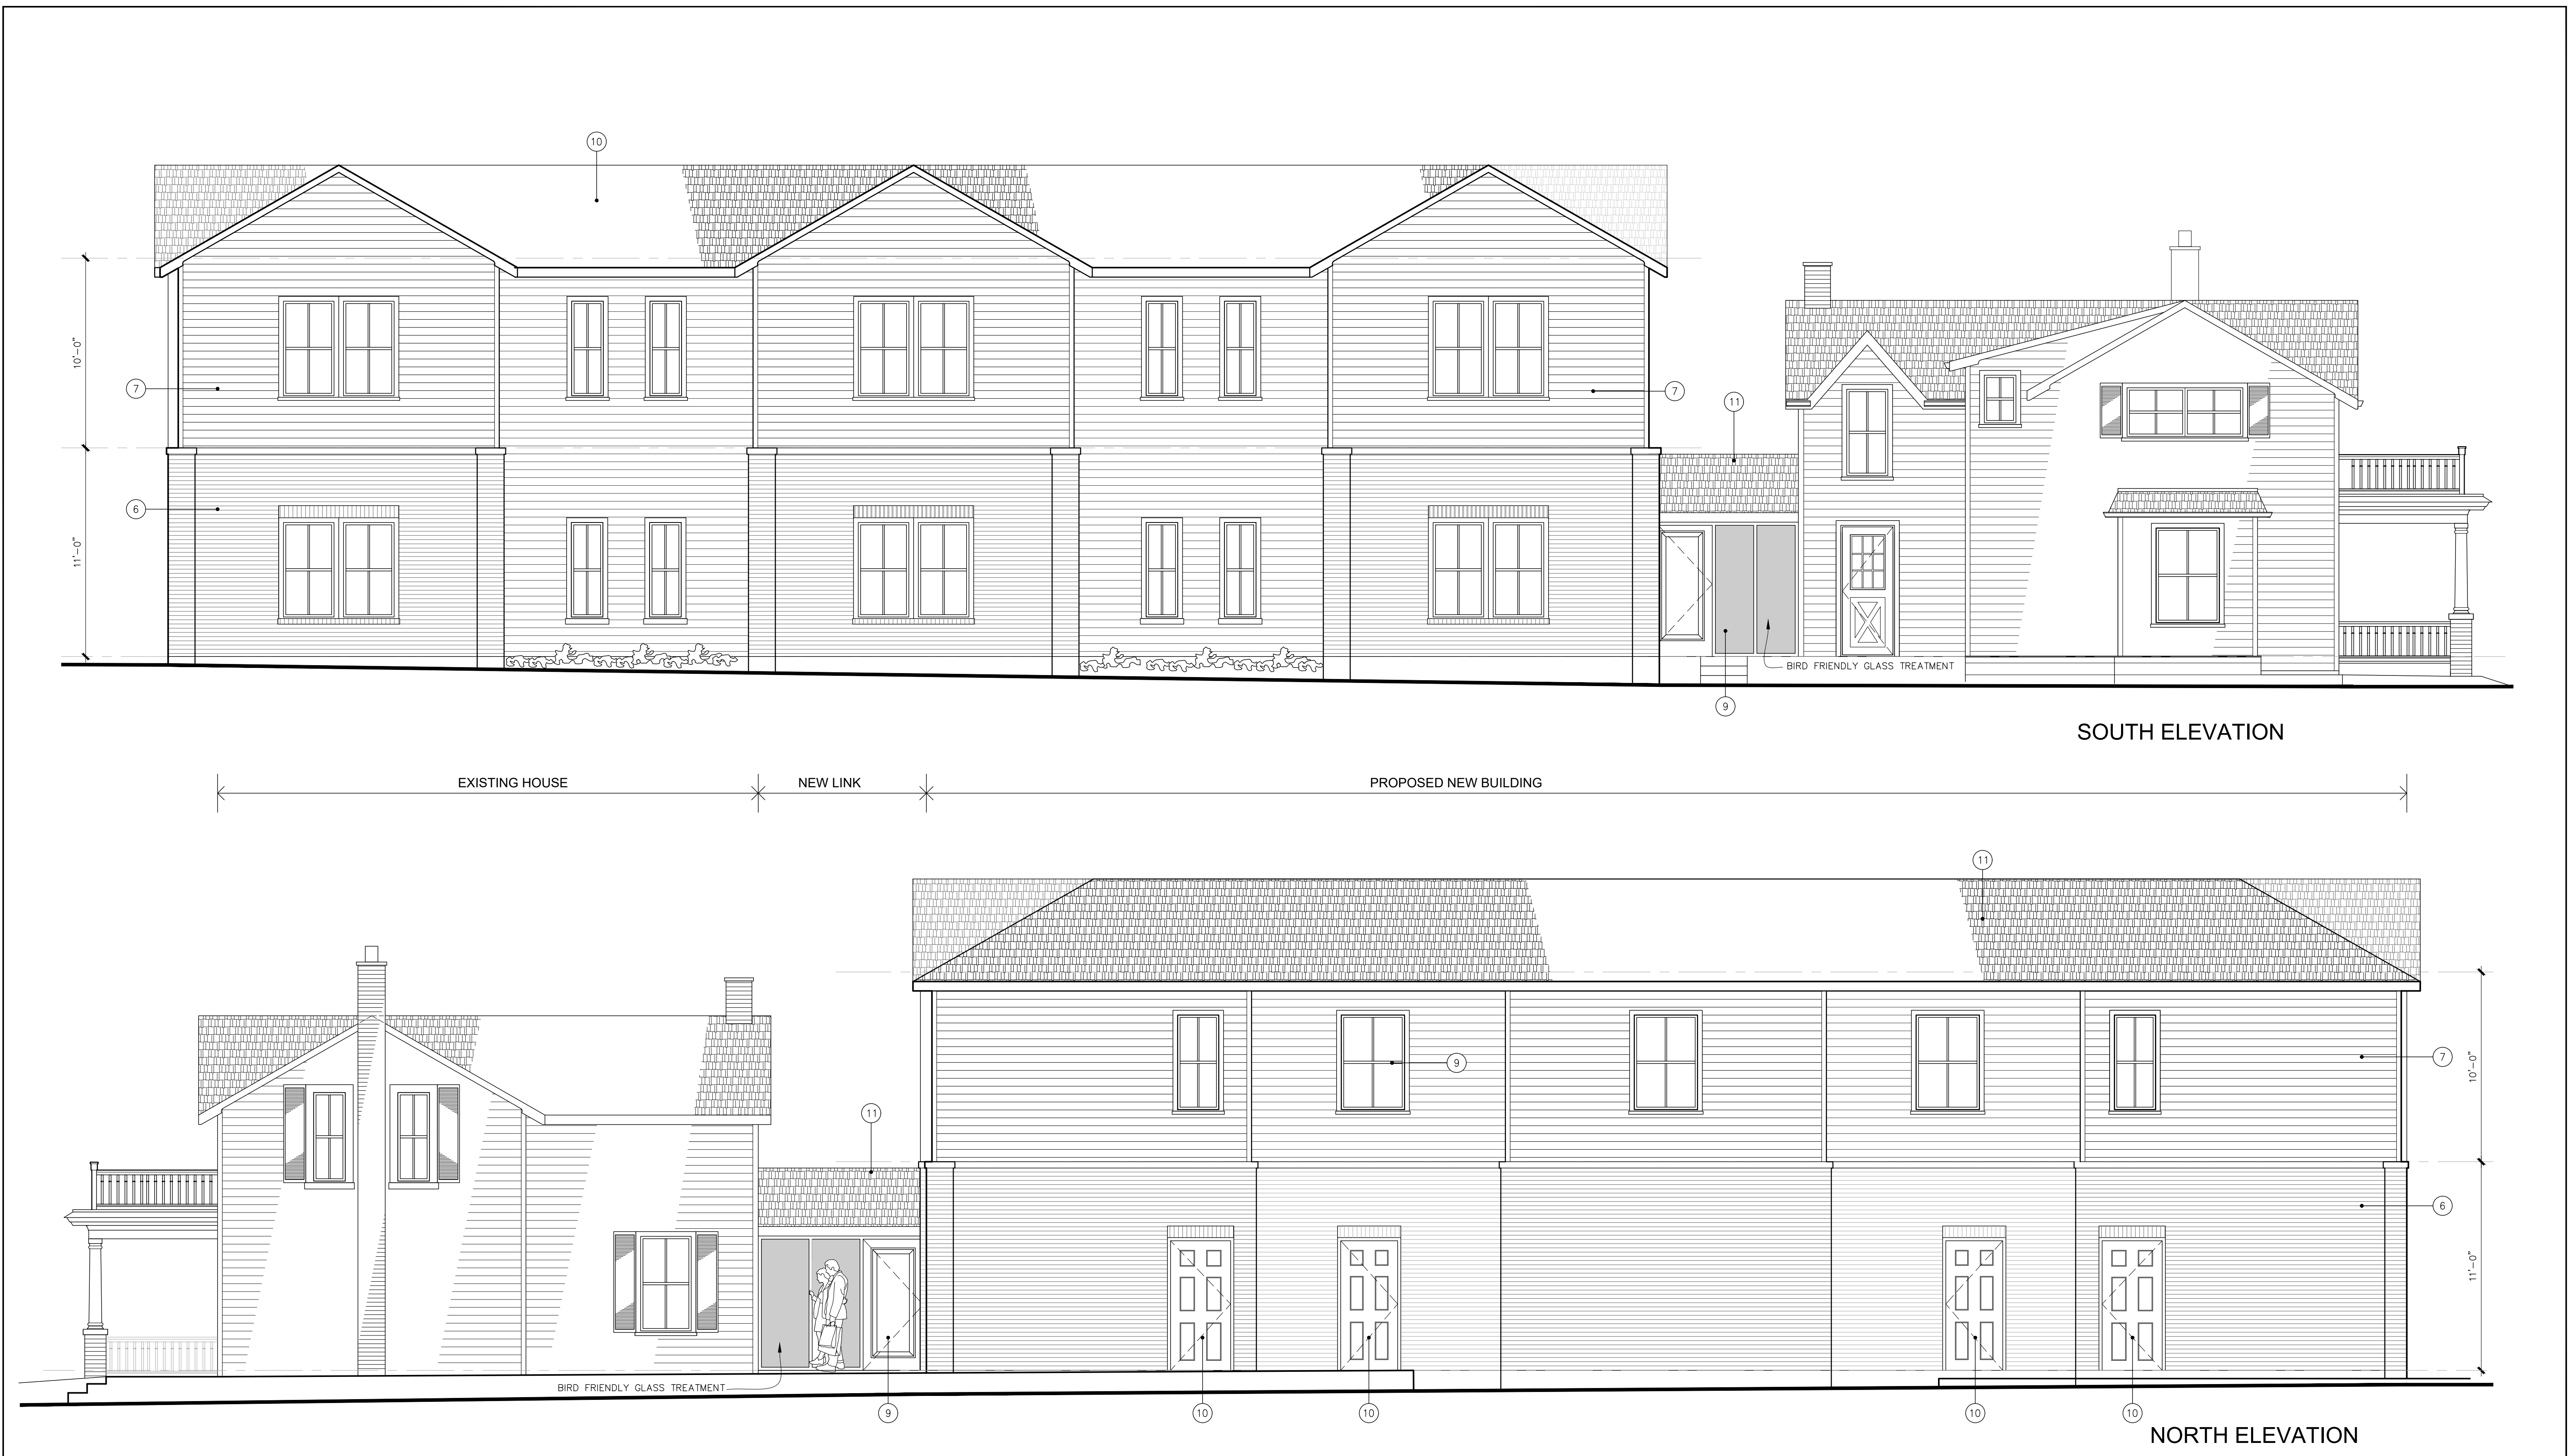 10
10'-0"
7
7
11
6
11'-0"
BIRD FRIENDLY GLASS TREATMENT
9
SOUTH ELEVATION
EXISTING HOUSE
NEW LINK
PROPOSED NEW BUILDING
11
9
7
10'-0"
11
6
11'-0"
BIRD FRIENDLY GLASS TREATMENT
9
10
10
10
10
NORTH ELEVATION